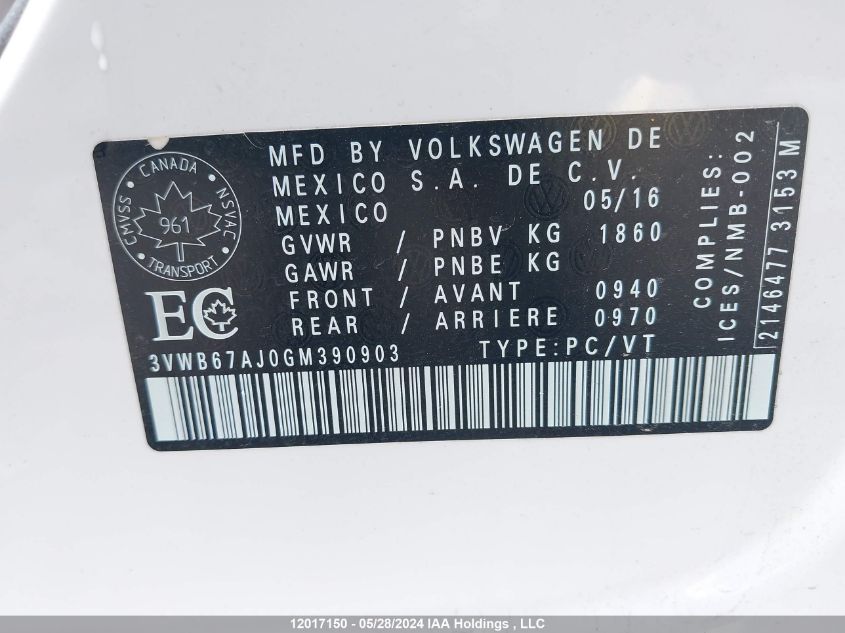 MFD BY VOLKSWAGEN DE
MEXICO S.A. DE C.V.
MEXICO 05/16
GVWR / PNBV KG 1860
GAWR / PNBE KG
FRONT / AVANT 0940
REAR / ARRIERE 0970
CANADA
CMVSS
NSVAC
961
TRANSPORT
EC
3VWB67AJ0GM390903 TYPE:PC/VT
COMPLIES:
ICES/NMB-002
2146477 3153 M
12017150 - 05/28/2024 IAA Holdings , LLC